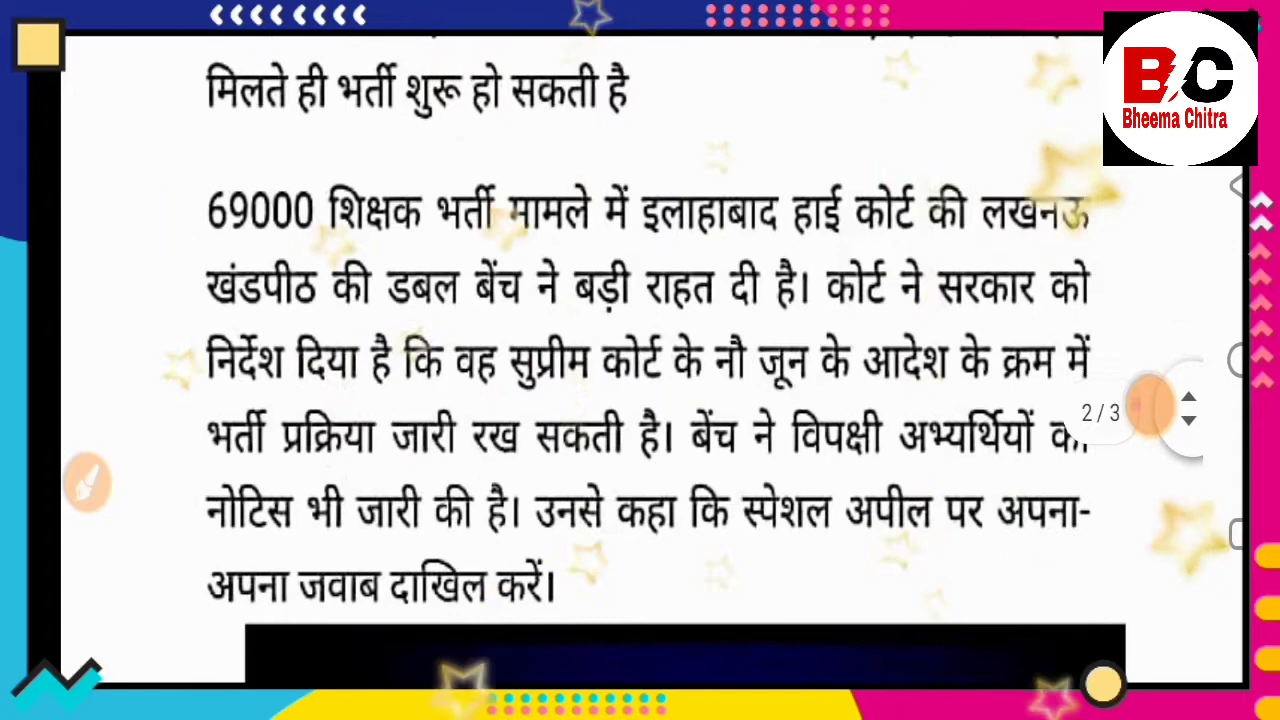 मिलते ही भर्ती शुरू हो सकती है
69000 शिक्षक भर्ती मामले में इलाहाबाद हाई कोर्ट की लखनऊ
खंडपीठ की डबल बेंच ने बड़ी राहत दी है। कोर्ट ने सरकार को
निर्देश दिया है कि वह सुप्रीम कोर्ट के नौ जून के आदेश के क्रम में
भर्ती प्रक्रिया जारी रख सकती है। बेंच ने विपक्षी अभ्यर्थियों को
नोटिस भी जारी की है। उनसे कहा कि स्पेशल अपील पर अपना-
अपना जवाब दाखिल करें।
BC
Bheema Chitra
2/3